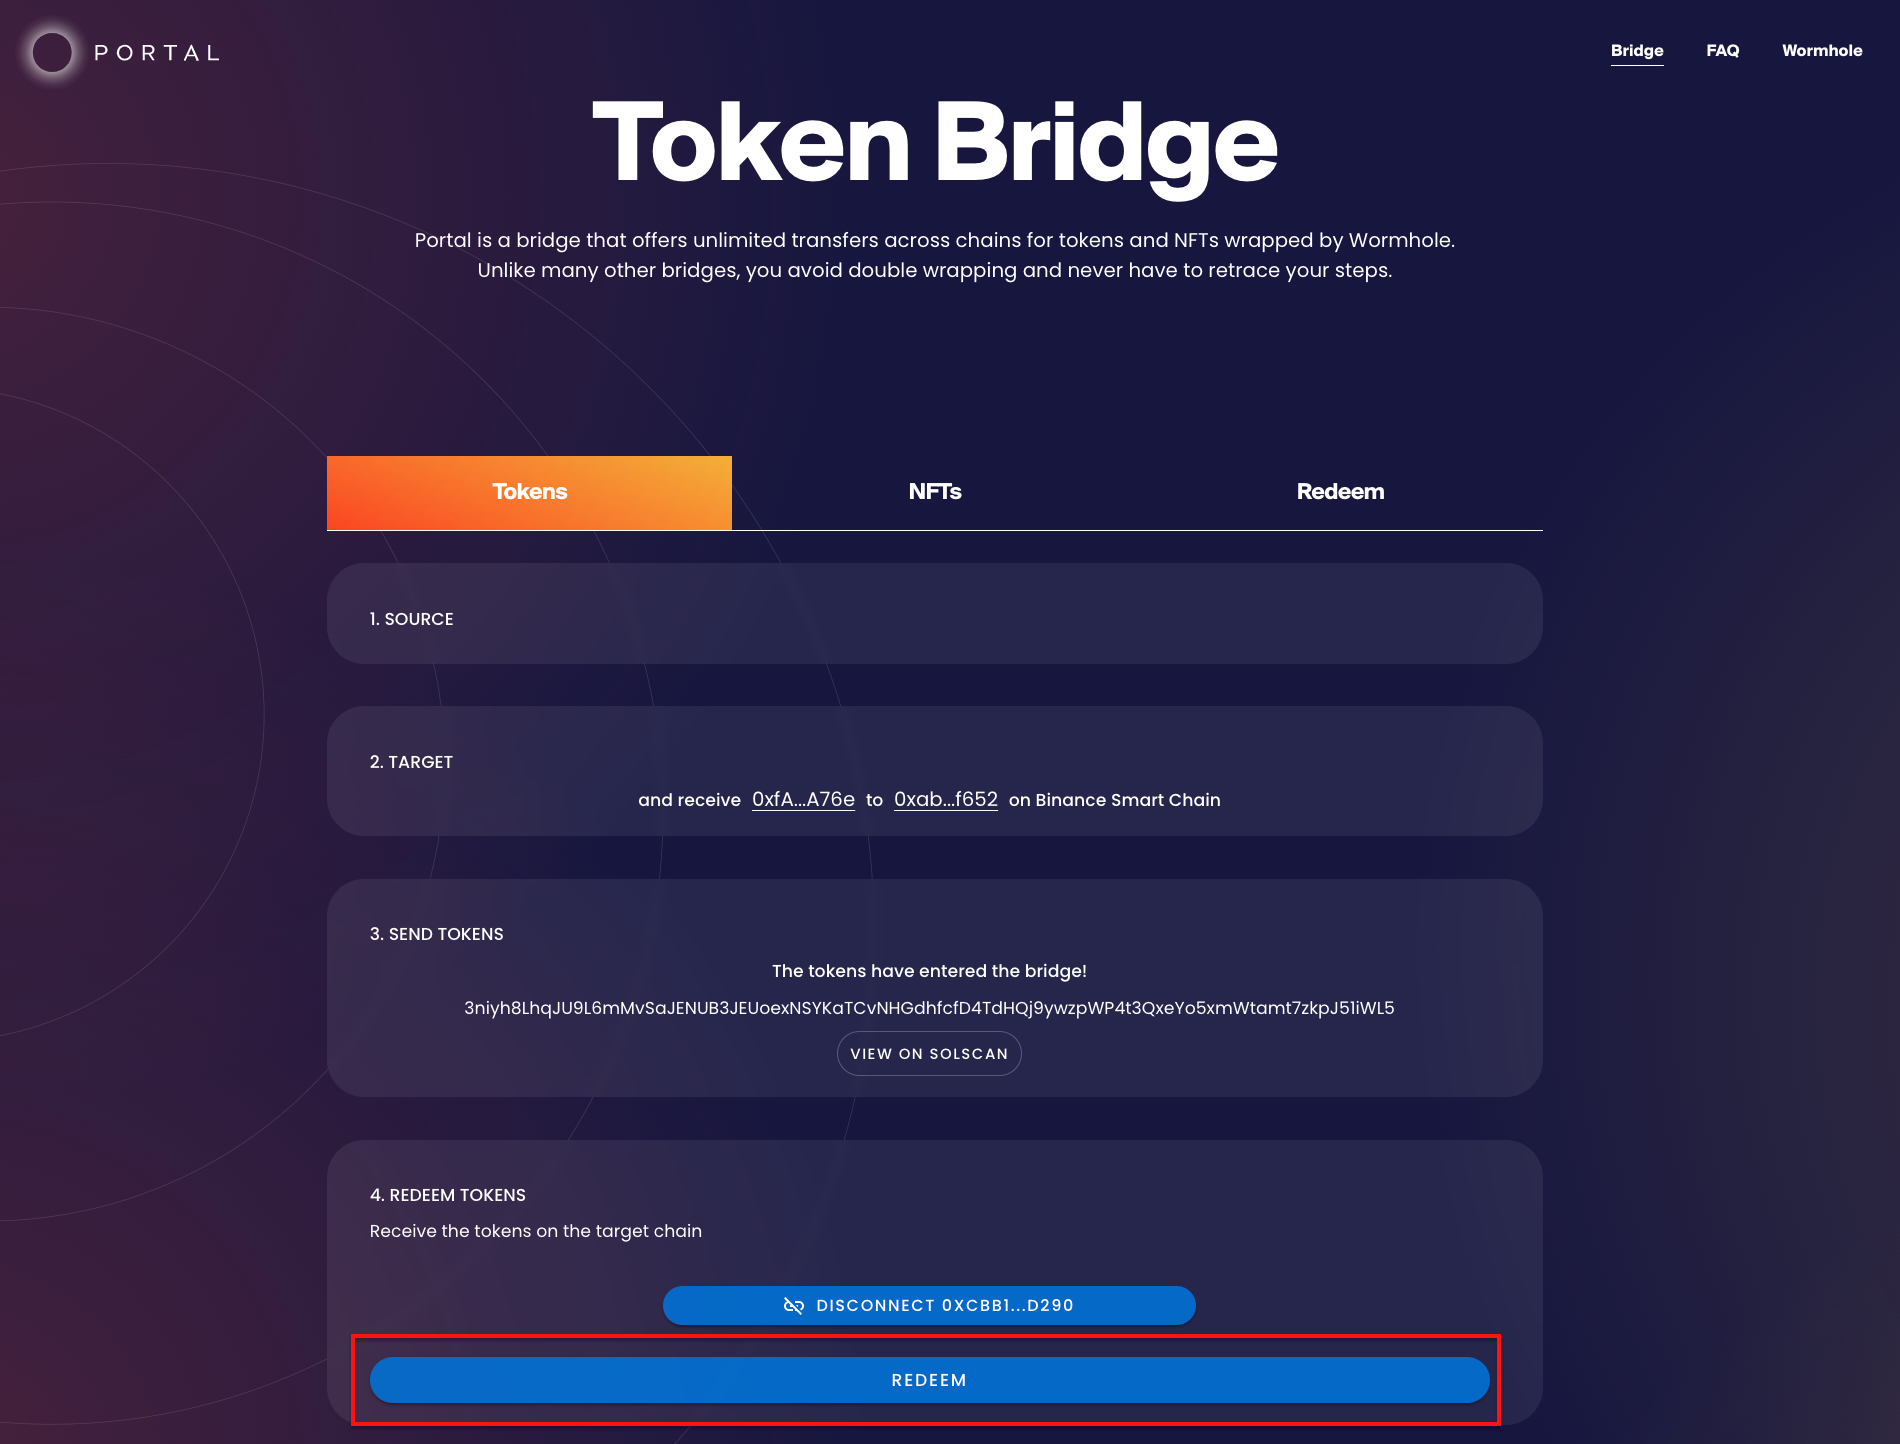 PORTAL
Bridge
FAQ
Wormhole
Token Bridge
Portal is a bridge that offers unlimited transfers across chains for tokens and NFTs wrapped by Wormhole.
Unlike many other bridges, you avoid double wrapping and never have to retrace your steps.
Tokens
NFTs
Redeem
1. SOURCE
2. TARGET
and receive 0xfA...A76e to 0xab...f652 on Binance Smart Chain
3. SEND TOKENS
The tokens have entered the bridge!
3niyh8LhqJU9L6mMvSaJENUB3JEUoexNSYKaTCvNHGdhfcfD4TdHQj9ywzpWP4t3QxeYo5xmWtamt7zkpJ51iWL5
VIEW ON SOLSCAN
4. REDEEM TOKENS
Receive the tokens on the target chain
DISCONNECT 0XCBB1...D290
REDEEM